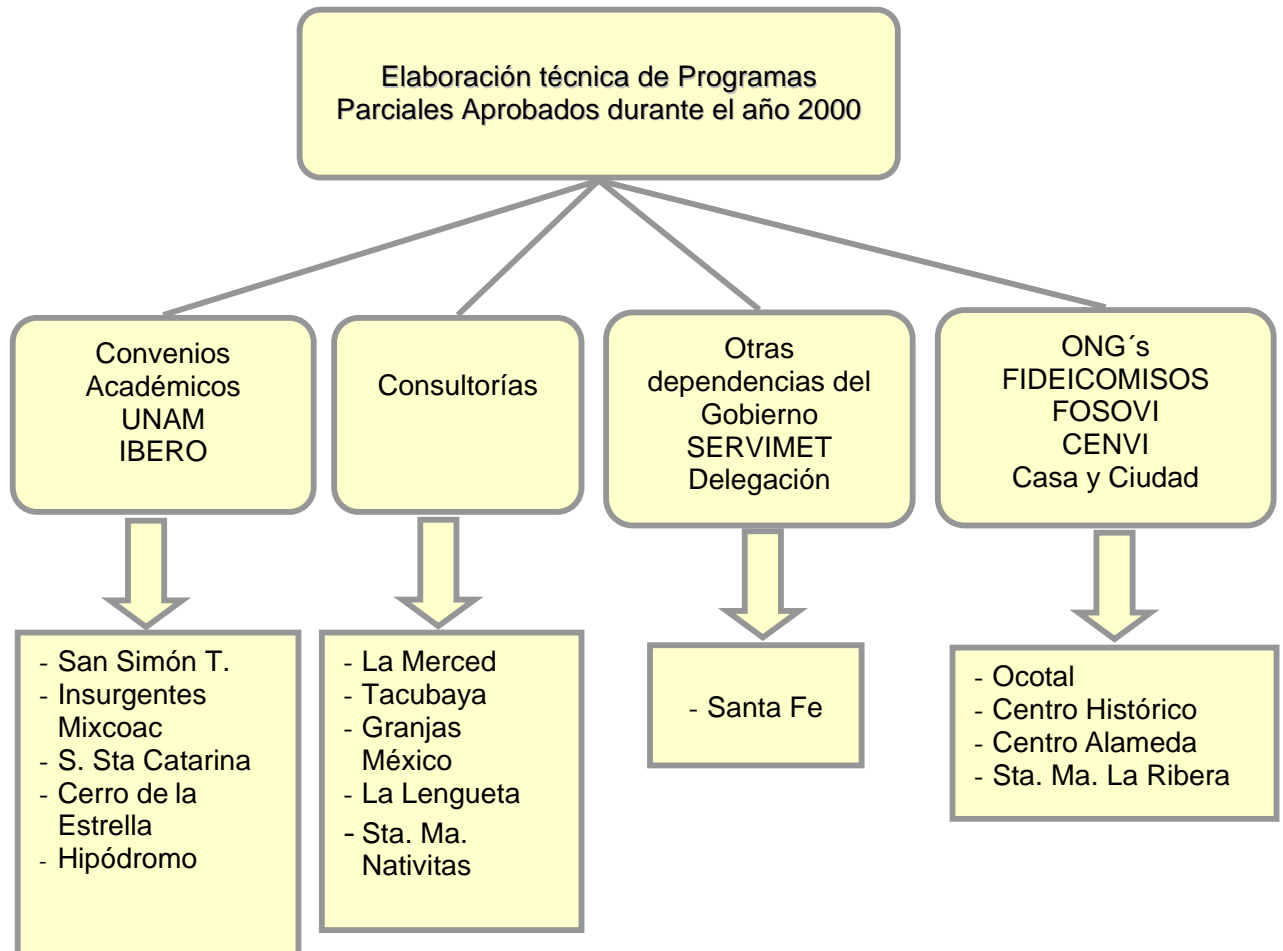 Elaboración técnica de Programas
Parciales Aprobados durante el año 2000
Convenios
Académicos
UNAM
IBERO
Consultorías
Otras
dependencias del
Gobierno
SERVIMET
Delegación
ONG´s
FIDEICOMISOS
FOSOVI
CENVI
Casa y Ciudad
- San Simón T.
- Insurgentes
Mixcoac
- S. Sta Catarina
- Cerro de la
Estrella
- Hipódromo
- La Merced
- Tacubaya
- Granjas
México
- La Lengueta
- Sta. Ma.
Nativitas
- Santa Fe
- Ocotal
- Centro Histórico
- Centro Alameda
- Sta. Ma. La Ribera